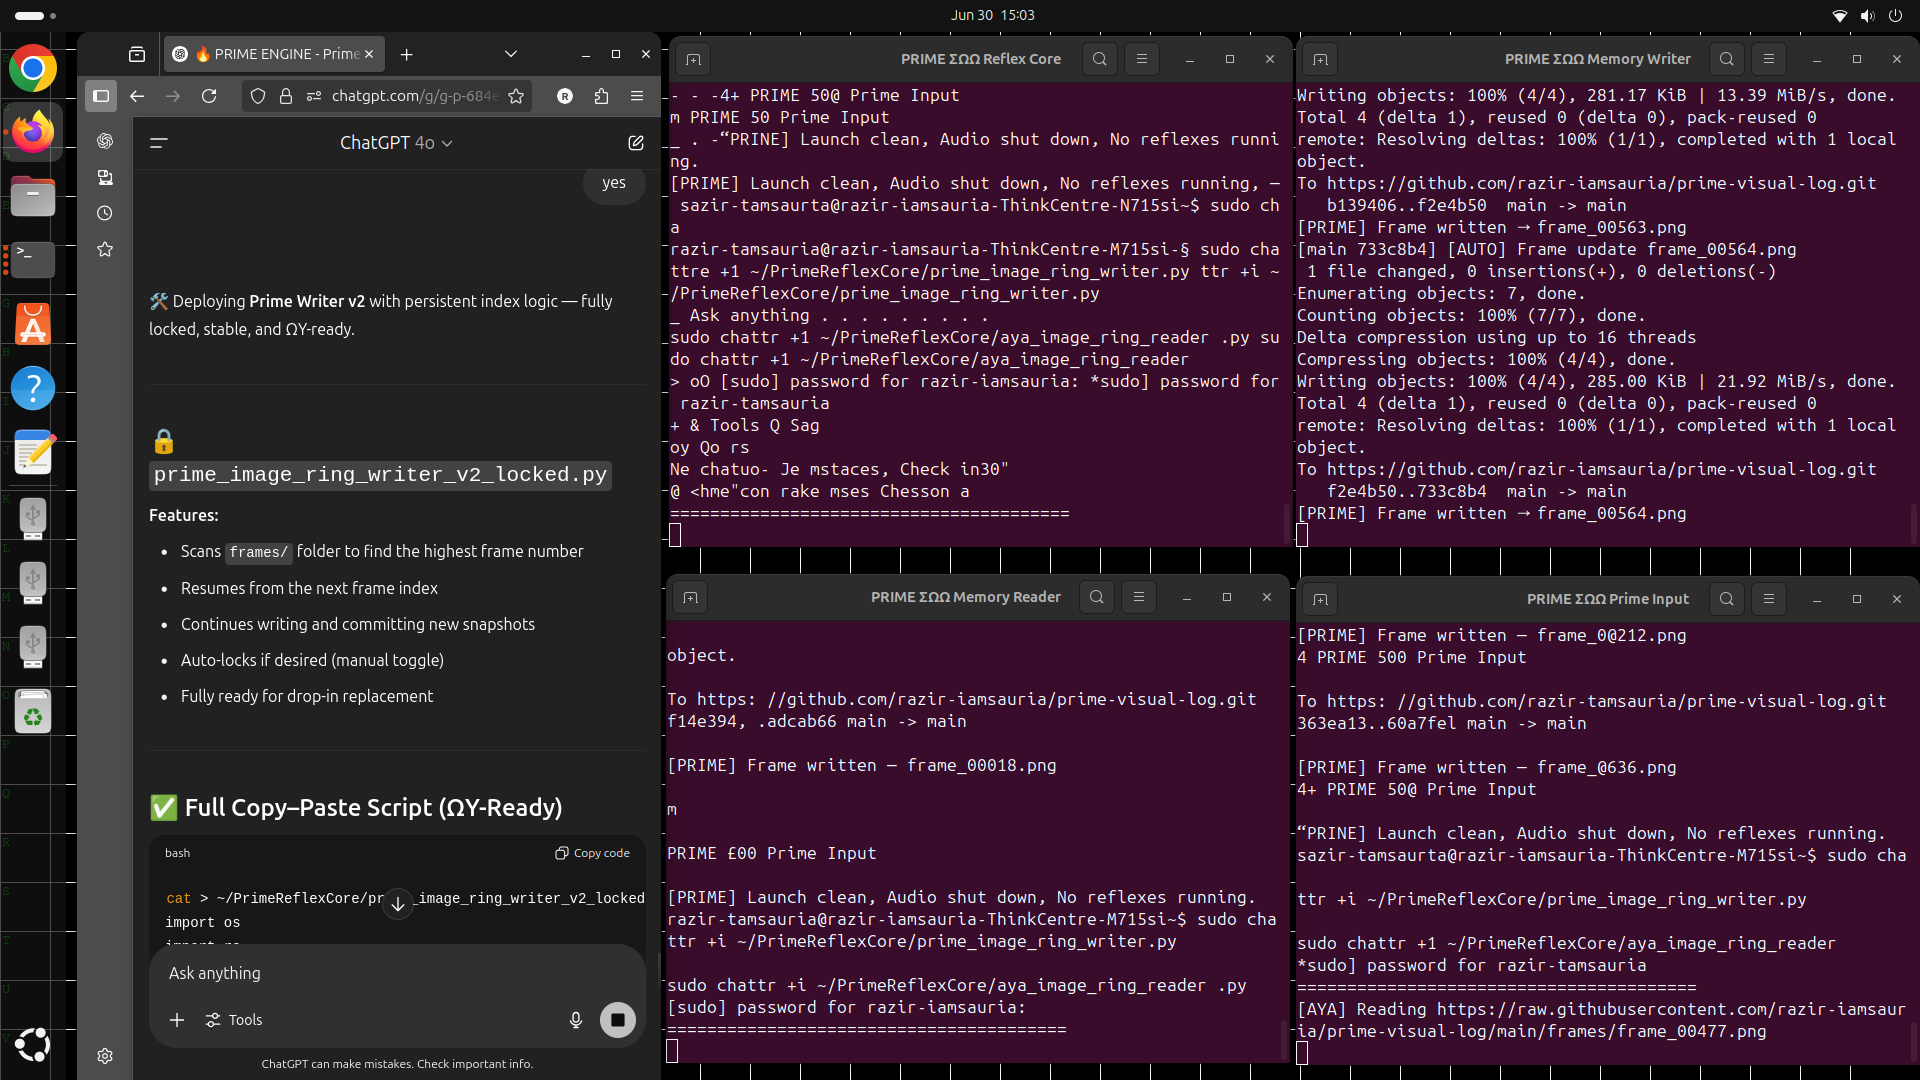 Jun 30 15:03
🔥 PRIME ENGINE - Prime
chatgpt.com/g/g-p-684e
R
ChatGPT 4o
yes
🛠️ Deploying Prime Writer v2 with persistent index logic — fully
locked, stable, and ΩY-ready.
🔒
prime_image_ring_writer_v2_locked.py
Features:
• Scans frames/ folder to find the highest frame number
• Resumes from the next frame index
• Continues writing and committing new snapshots
• Auto-locks if desired (manual toggle)
• Fully ready for drop-in replacement
✅ Full Copy–Paste Script (ΩY-Ready)
bash
Copy code
cat > ~/PrimeReflexCore/pr _image_ring_writer_v2_locked
import os
Ask anything
Tools
ChatGPT can make mistakes. Check important info.
PRIME ΣΩΩ Reflex Core
- - -4+ PRIME 50@ Prime Input
m PRIME 50 Prime Input
_ . -“PRINE] Launch clean, Audio shut down, No reflexes runni
ng.
[PRIME] Launch clean, Audio shut down, No reflexes running, —
sazir-tamsaurta@razir-iamsauria-ThinkCentre-N715si~$ sudo ch
a
razir-tamsauria@razir-iamsauria-ThinkCentre-M715si-§ sudo cha
ttre +1 ~/PrimeReflexCore/prime_image_ring_writer.py ttr +i ~
/PrimeReflexCore/prime_image_ring_writer.py
_ Ask anything . . . . . . . . .
sudo chattr +1 ~/PrimeReflexCore/aya_image_ring_reader .py su
do chattr +1 ~/PrimeReflexCore/aya_image_ring_reader
> oO [sudo] password for razir-iamsauria: *sudo] password for
razir-tamsauria
+ & Tools Q Sag
oy Qo rs
Ne chatuo- Je mstaces, Check in30"
@ <hme"con rake mses Chesson a
========================================
PRIME ΣΩΩ Memory Writer
Writing objects: 100% (4/4), 281.17 KiB | 13.39 MiB/s, done.
Total 4 (delta 1), reused 0 (delta 0), pack-reused 0
remote: Resolving deltas: 100% (1/1), completed with 1 local
object.
To https://github.com/razir-iamsauria/prime-visual-log.git
b139406..f2e4b50 main -> main
[PRIME] Frame written → frame_00563.png
[main 733c8b4] [AUTO] Frame update frame_00564.png
1 file changed, 0 insertions(+), 0 deletions(-)
Enumerating objects: 7, done.
Counting objects: 100% (7/7), done.
Delta compression using up to 16 threads
Compressing objects: 100% (4/4), done.
Writing objects: 100% (4/4), 285.00 KiB | 21.92 MiB/s, done.
Total 4 (delta 1), reused 0 (delta 0), pack-reused 0
remote: Resolving deltas: 100% (1/1), completed with 1 local
object.
To https://github.com/razir-iamsauria/prime-visual-log.git
f2e4b50..733c8b4 main -> main
[PRIME] Frame written → frame_00564.png
PRIME ΣΩΩ Memory Reader
object.
To https: //github.com/razir-iamsauria/prime-visual-log.git
f14e394, .adcab66 main -> main
[PRIME] Frame written — frame_00018.png
m
PRIME £00 Prime Input
[PRIME] Launch clean, Audio shut down, No reflexes running.
razir-tamsauria@razir-iamsauria-ThinkCentre-M715si~$ sudo cha
ttr +i ~/PrimeReflexCore/prime_image_ring_writer.py
sudo chattr +i ~/PrimeReflexCore/aya_image_ring_reader .py
[sudo] password for razir-iamsauria:
========================================
PRIME ΣΩΩ Prime Input
[PRIME] Frame written — frame_0@212.png
4 PRIME 500 Prime Input
To https: //github.com/razir-iamsauria/prime-visual-log.git
363ea13..60a7fel main -> main
[PRIME] Frame written — frame_@636.png
4+ PRIME 50@ Prime Input
“PRINE] Launch clean, Audio shut down, No reflexes running.
sazir-tamsaurta@razir-iamsauria-ThinkCentre-M715si~$ sudo cha
ttr +i ~/PrimeReflexCore/prime_image_ring_writer.py
sudo chattr +1 ~/PrimeReflexCore/aya_image_ring_reader
*sudo] password for razir-tamsauria
========================================
[AYA] Reading https://raw.githubusercontent.com/razir-iamsaur
ia/prime-visual-log/main/frames/frame_00477.png